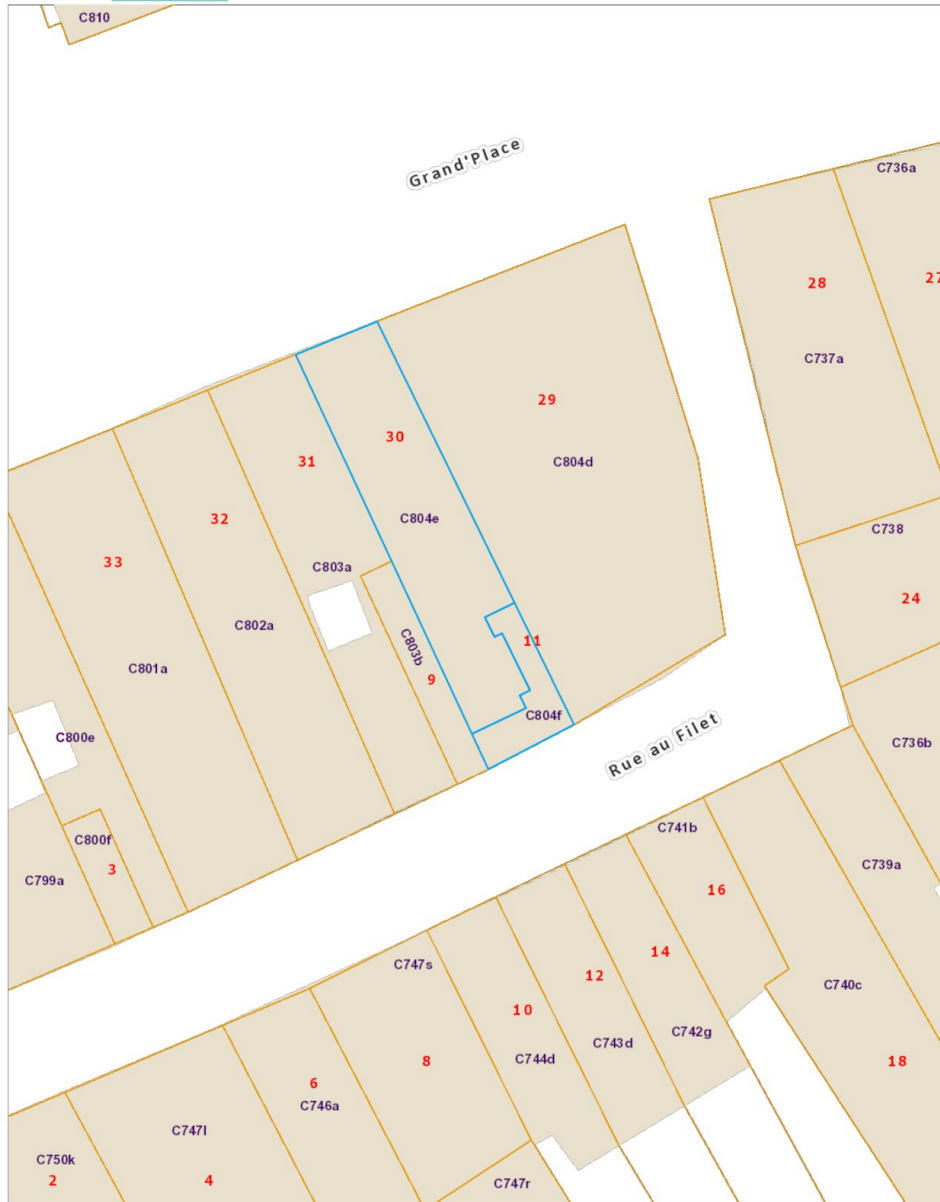 C810
Grand'Place
C736a
28
27
C737a
29
30
31
C804d
32
C804e
C738
33
C803a
24
C802a
C803b
11
C801a
9
C804f
Rue au Filet
C800e
C736b
C741b
C800f
3
C799a
16
C739a
C747s
14
12
C740c
10
C742g
C743d
C744d
8
18
6
C746a
C747l
C750k
2
4
C747r